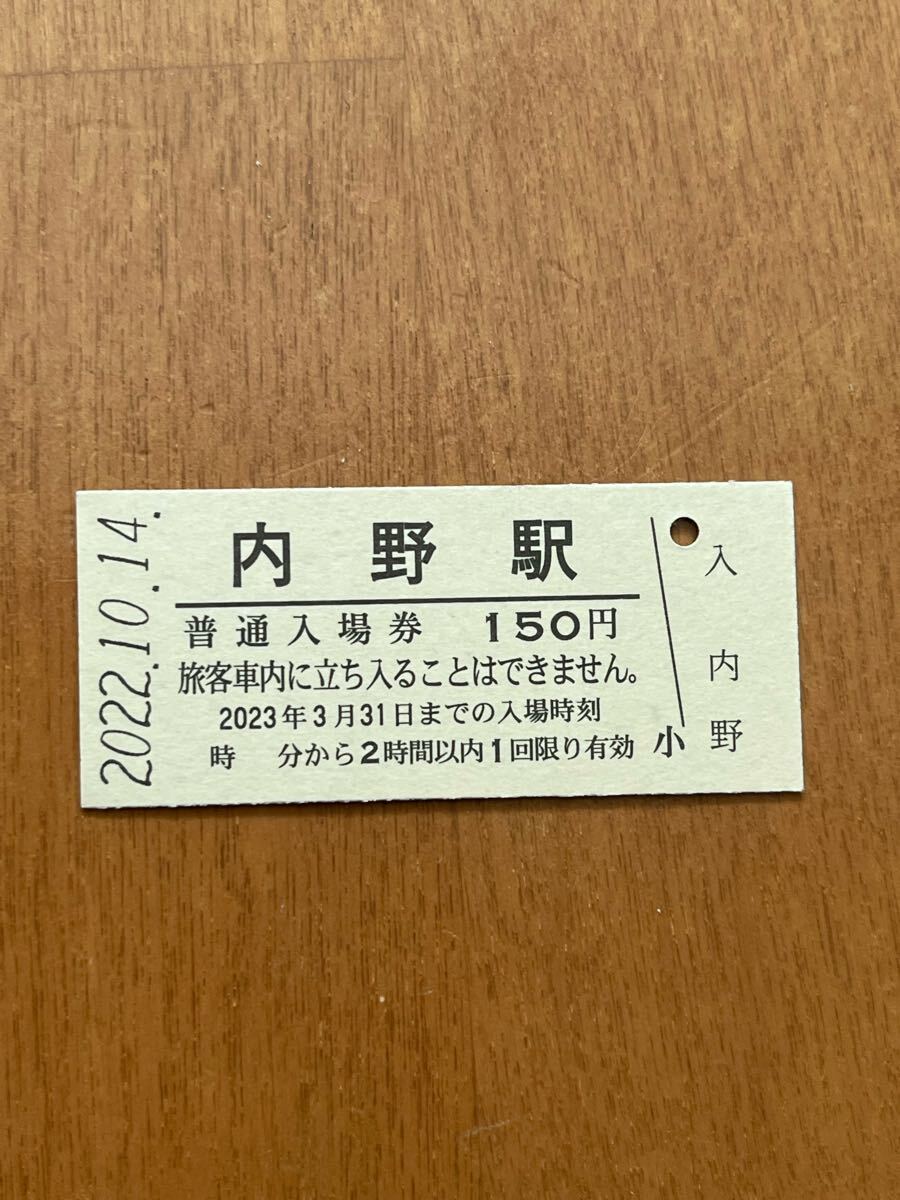 2022.10.14.
内野駅
普通入場券 150円
旅客車内に立ち入ることはできません。
2023年3月31日までの入場時刻
時 分から2時間以内1回限り有効
小
入
内
野